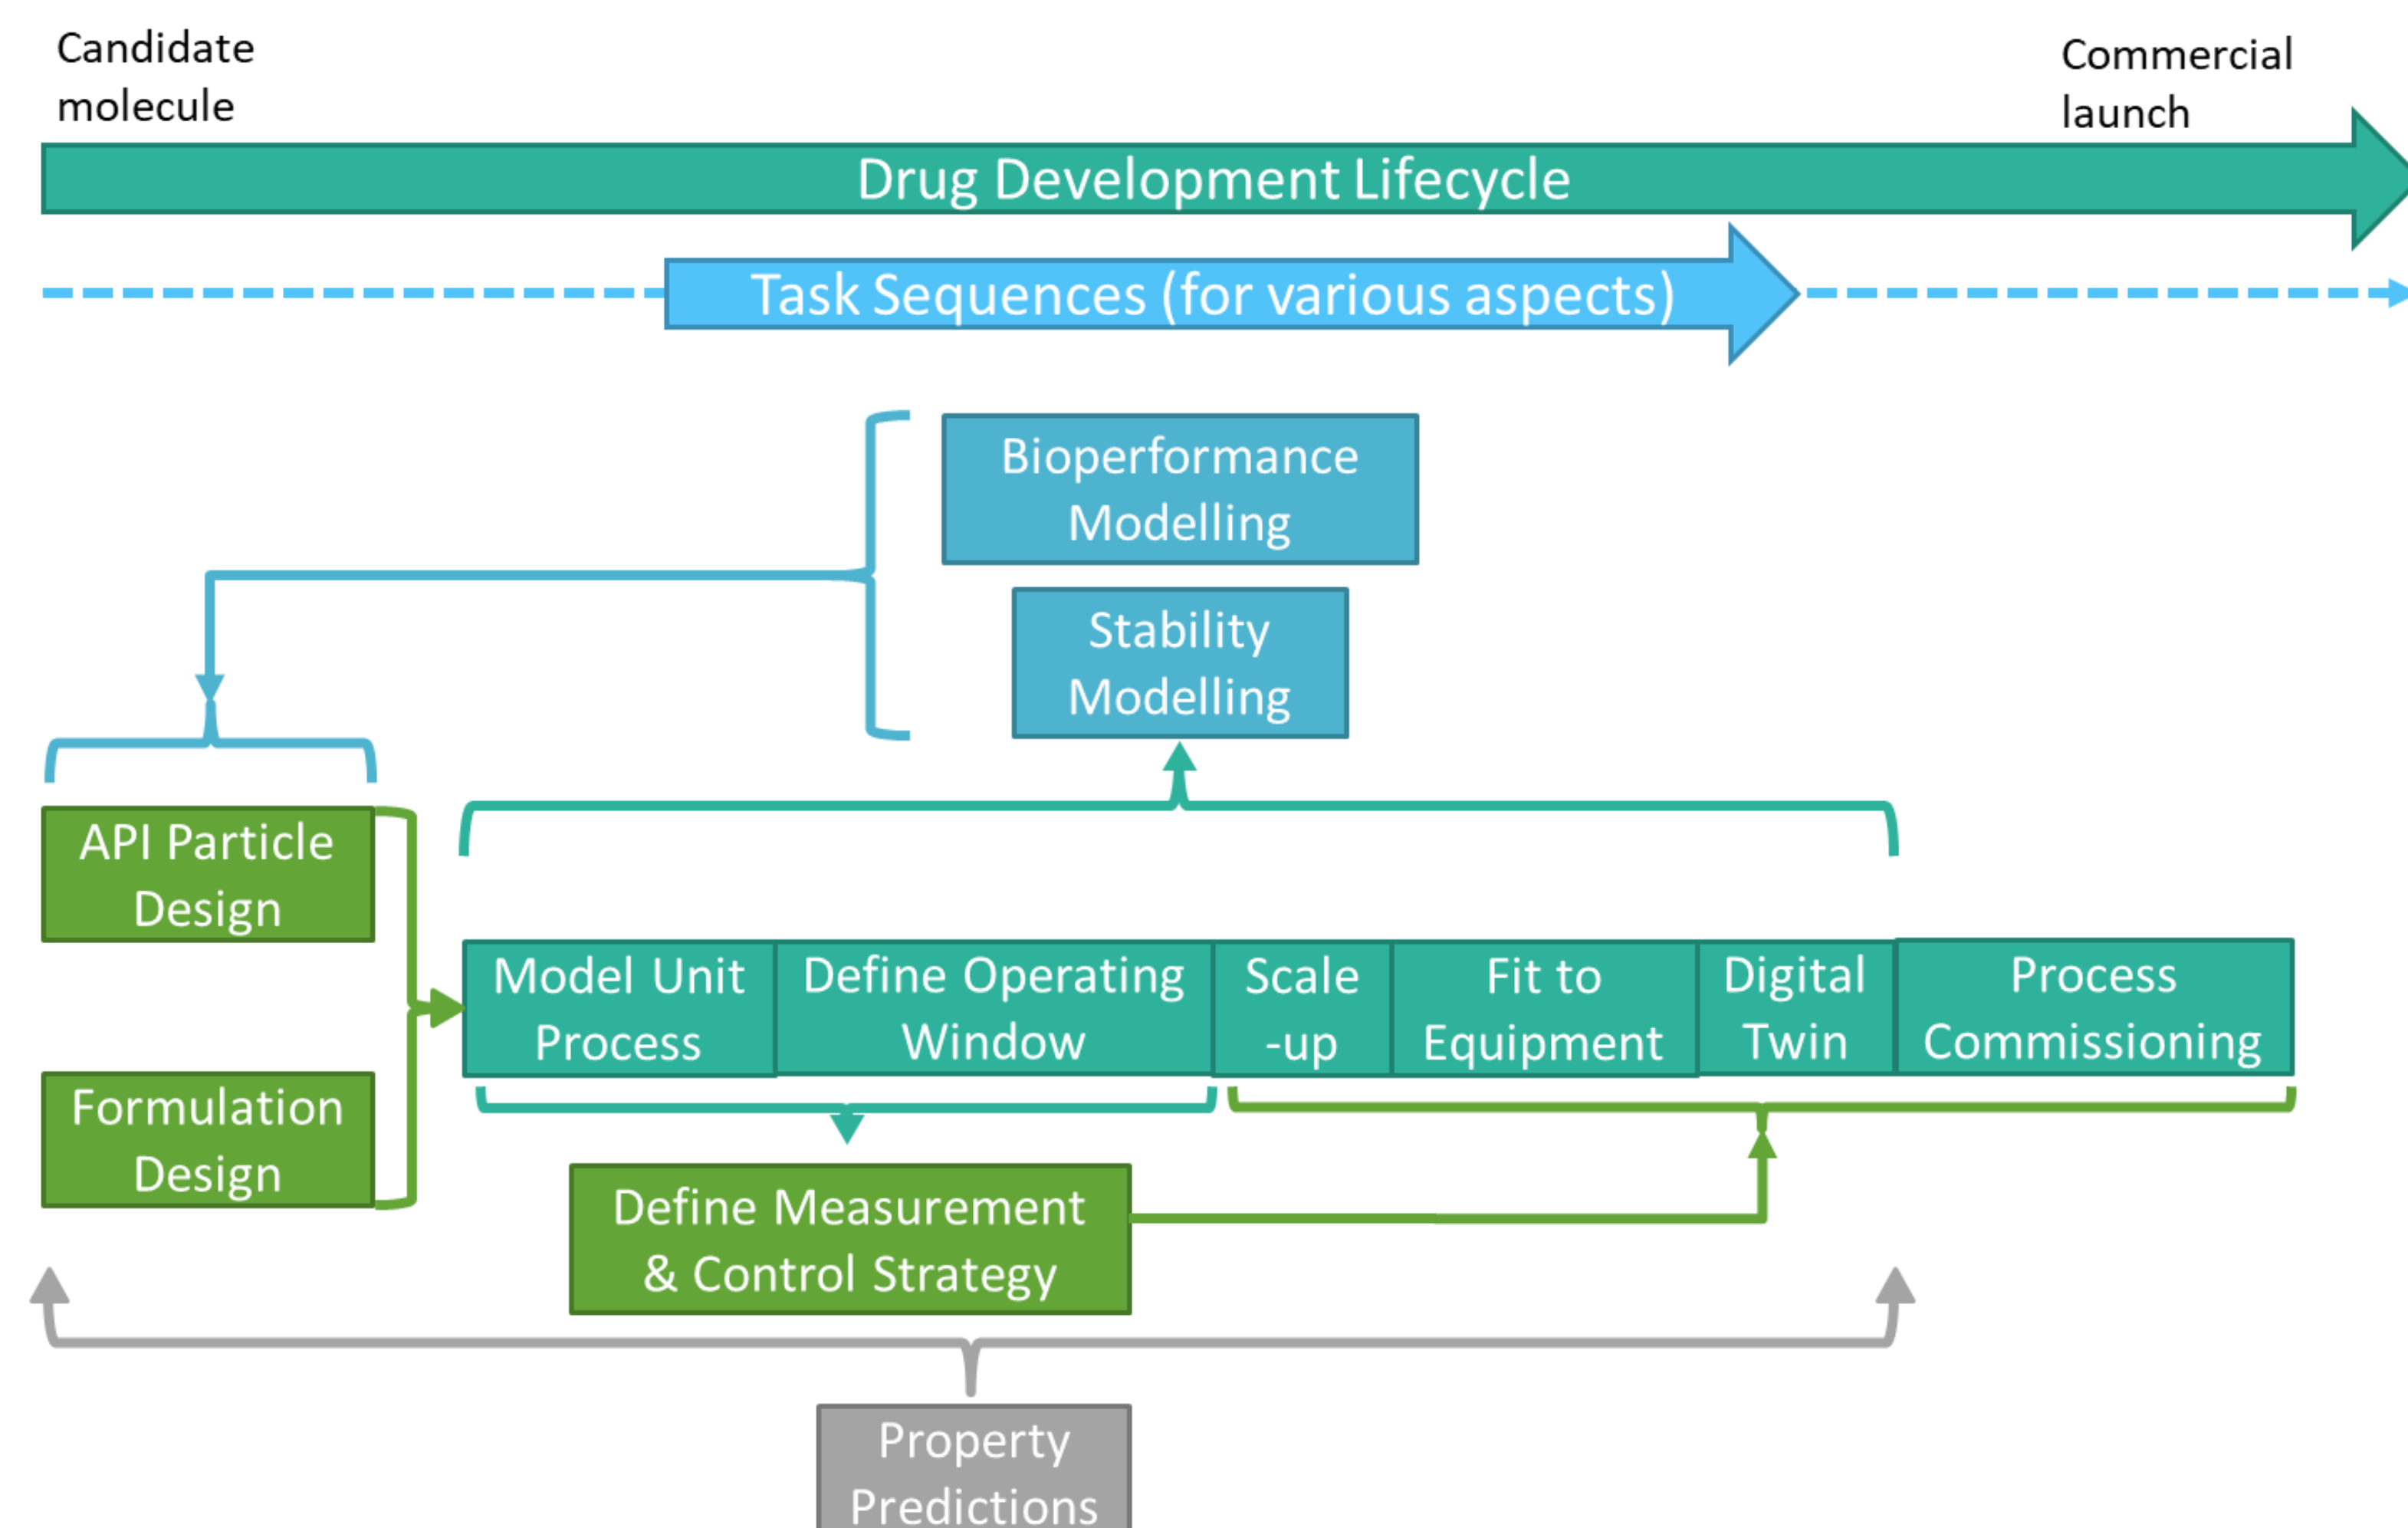 Candidate
molecule
Commercial
launch
Drug Development Lifecycle
Task Sequences (for various aspects)
Bioperformance
Modelling
Stability
Modelling
API Particle
Design
Formulation
Design
Model Unit
Process
Define Operating
Window
Scale
-up
Fit to
Equipment
Digital
Twin
Process
Commissioning
Define Measurement
& Control Strategy
Property
Predictions